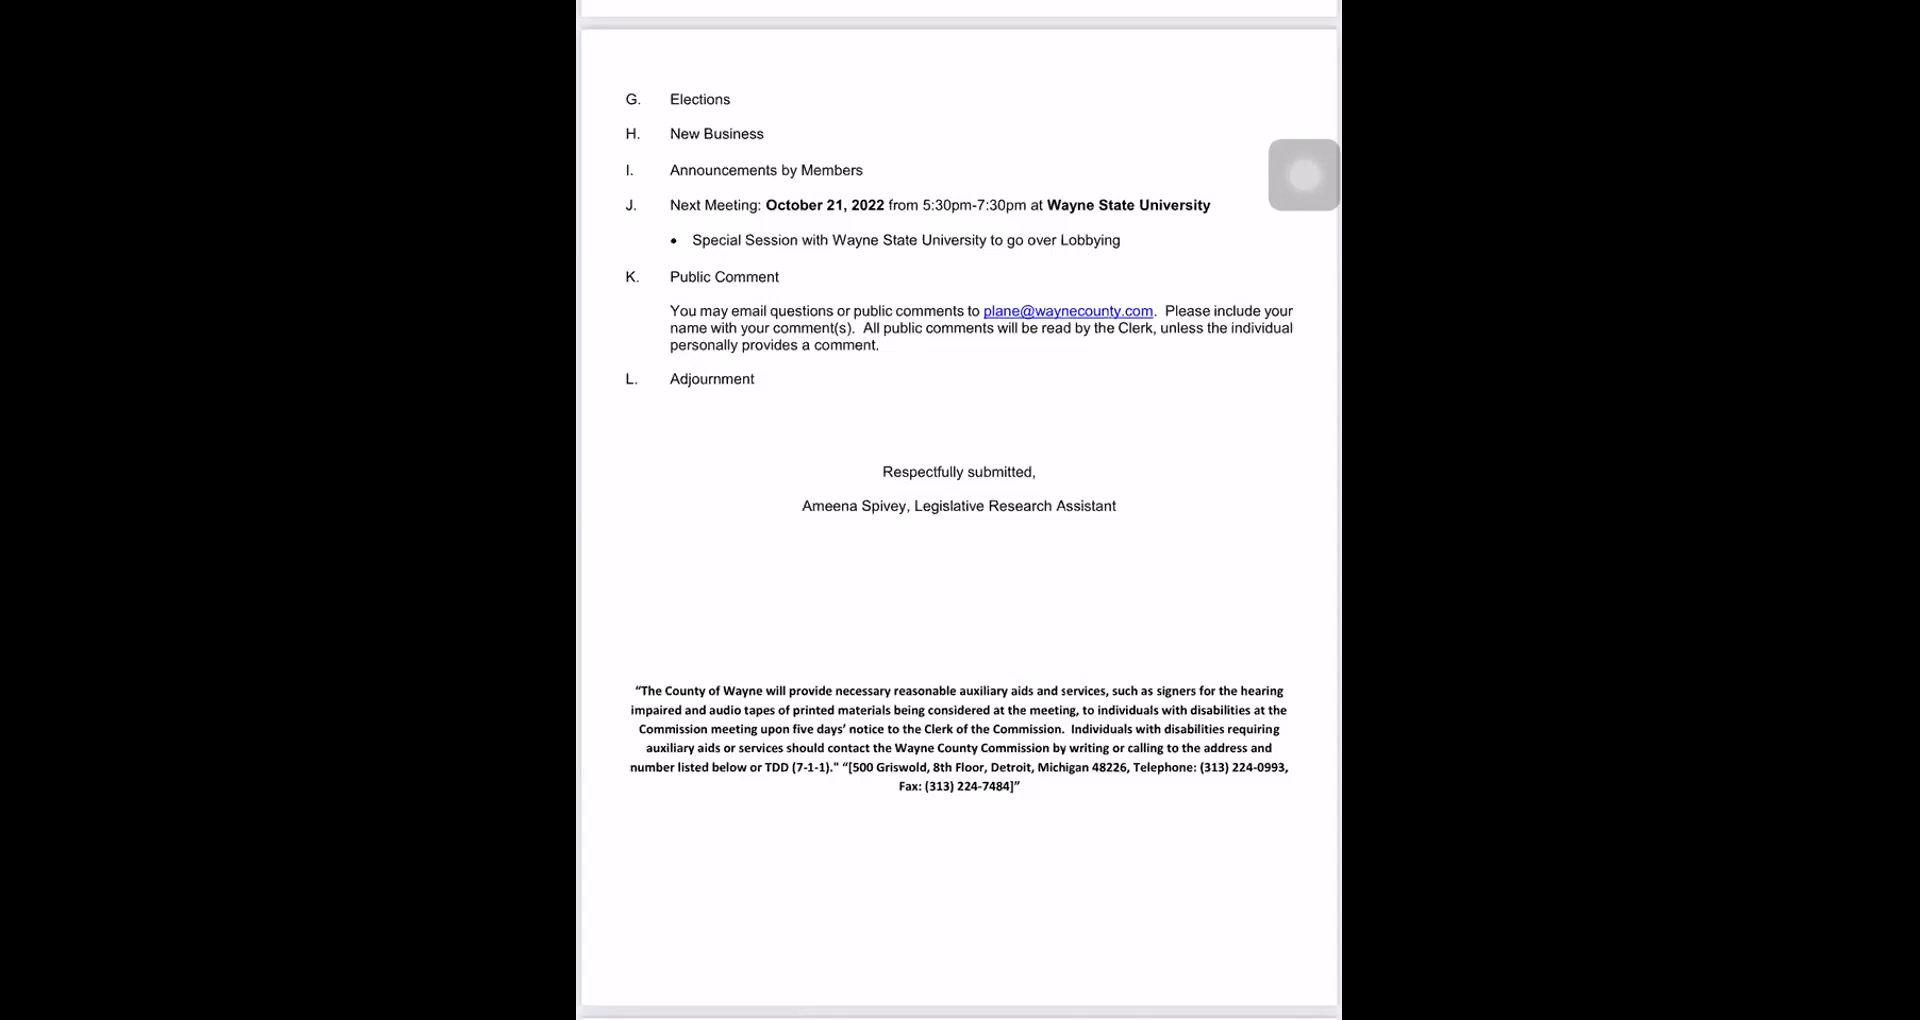 G. Elections
H. New Business
I. Announcements by Members
J. Next Meeting: October 21, 2022 from 5:30pm-7:30pm at Wayne State University
• Special Session with Wayne State University to go over Lobbying
K. Public Comment
You may email questions or public comments to plane@waynecounty.com. Please include your
name with your comment(s). All public comments will be read by the Clerk, unless the individual
personally provides a comment.
L. Adjournment
Respectfully submitted,
Ameena Spivey, Legislative Research Assistant
“The County of Wayne will provide necessary reasonable auxiliary aids and services, such as signers for the hearing
impaired and audio tapes of printed materials being considered at the meeting, to individuals with disabilities at the
Commission meeting upon five days’ notice to the Clerk of the Commission. Individuals with disabilities requiring
auxiliary aids or services should contact the Wayne County Commission by writing or calling to the address and
number listed below or TDD (7-1-1)." “[500 Griswold, 8th Floor, Detroit, Michigan 48226, Telephone: (313) 224-0993,
Fax: (313) 224-7484]”